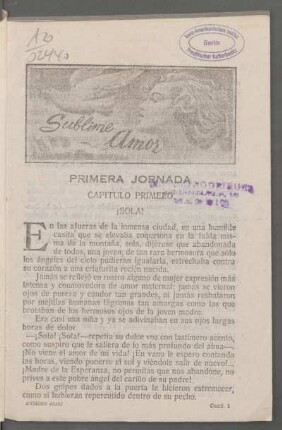 12
2240
Ibero-Amerikanisches Institut
Berlin
Preußischer Kulturbesitz
Sublime
Amor
PRIMERA JORNADA
CAPITULO PRIMERO
¡SOLA!
En las afueras de la inmensa ciudad, en una humilde
casita que se elevaba coquetona en la falda mis-
ma de la montaña, sola, dijérase que abandonada
de todos, una joven, de tan rara hermosura que sólo
los ángeles del cielo pudieran igualarla, estrechaba contra
su corazón a una criaturita recién nacida.
Jamás se reflejó en rostro alguno de mujer expresión más
intensa y conmovedora de amor maternal; jamás se vieron
ojos de pureza y candor tan grandes, ni jamás resbalaron
por mejillas humanas lágrimas tan amargas como las que
brotaban de los hermosos ojos de la joven madre.
Era casi una niña y ya se adivinaban en sus ojos largas
horas de dolor.
—¡Sola! ¡Sola!—repetía su dulce voz con lastimero acento,
como suspiro que le saliera de lo más profundo del alma—.
¡No viene el amor de mi vida! ¡En vano le espero contando
las horas, viendo ponerse el sol y viéndole salir de nuevo!..
¡Madre de la Esperanza, no permitas que nos abandone, no
prives a este pobre ángel del cariño de su padre!
Dos golpes dados a la puerta le hicieron estremecer,
como si hubieran repercutido dentro de su pecho.
Cuad. 1